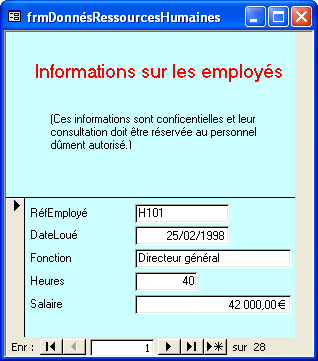 frmDonnésRessourcesHumaines
Informations sur les employés
(Ces informations sont conficentielles et leur
consultation doit être réservée au personnel
dûment autorisé.)
RéfEmployé H101
DateLoué 25/02/1998
Fonction Directeur général
Heures 40
Salaire 42 000,00€
Enr : 1 sur 28